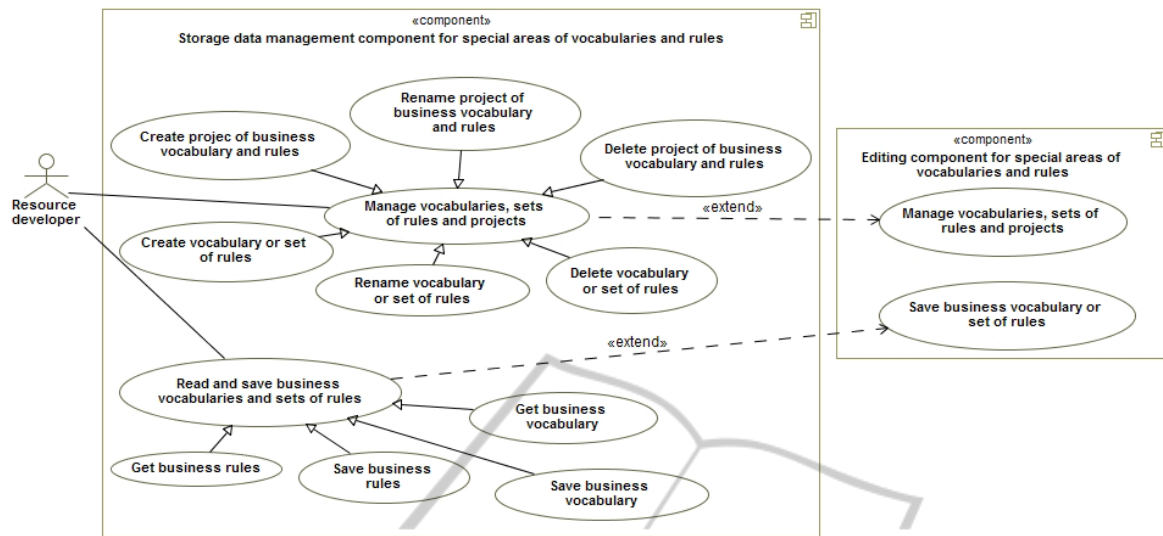 «component»
Storage data management component for special areas of vocabularies and rules
Rename project of
business vocabulary
and rules
Create projec of business
vocabulary and rules
Delete project of business
vocabulary and rules
Resource
developer
Manage vocabularies, sets
of rules and projects
«extend»
Create vocabulary or set
of rules
Rename vocabulary
or set of rules
Delete vocabulary
or set of rules
«extend»
Read and save business
vocabularies and sets of rules
Get business
vocabulary
Get business rules
Save business
rules
Save business
vocabulary
«component»
Editing component for special areas of
vocabularies and rules
Manage vocabularies, sets of
rules and projects
Save business vocabulary or
set of rules